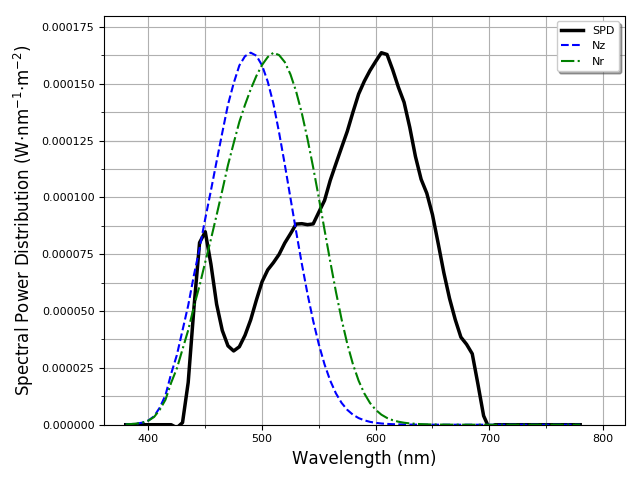 0.000175
0.000150
0.000125
0.000100
0.000075
0.000050
0.000025
0.000000
400 500 600 700 800
Wavelength (nm)
Spectral Power Distribution (W·nm⁻¹·m⁻²)
SPD
Nz
Nr